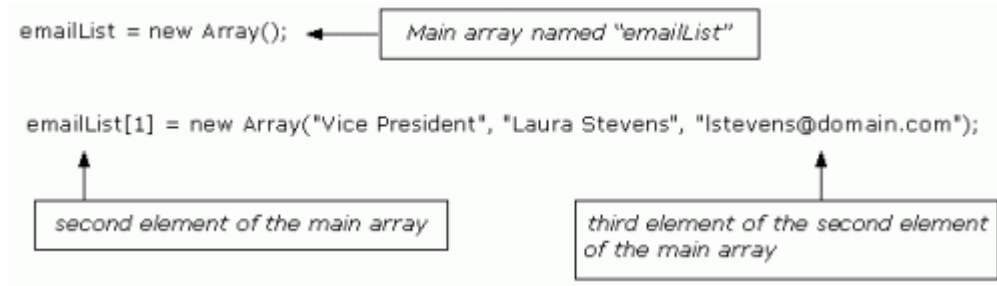 emailList = new Array();
Main array named "emailList"
emailList[1] = new Array("Vice President", "Laura Stevens", "lstevens@domain.com");
second element of the main array
third element of the second element
of the main array